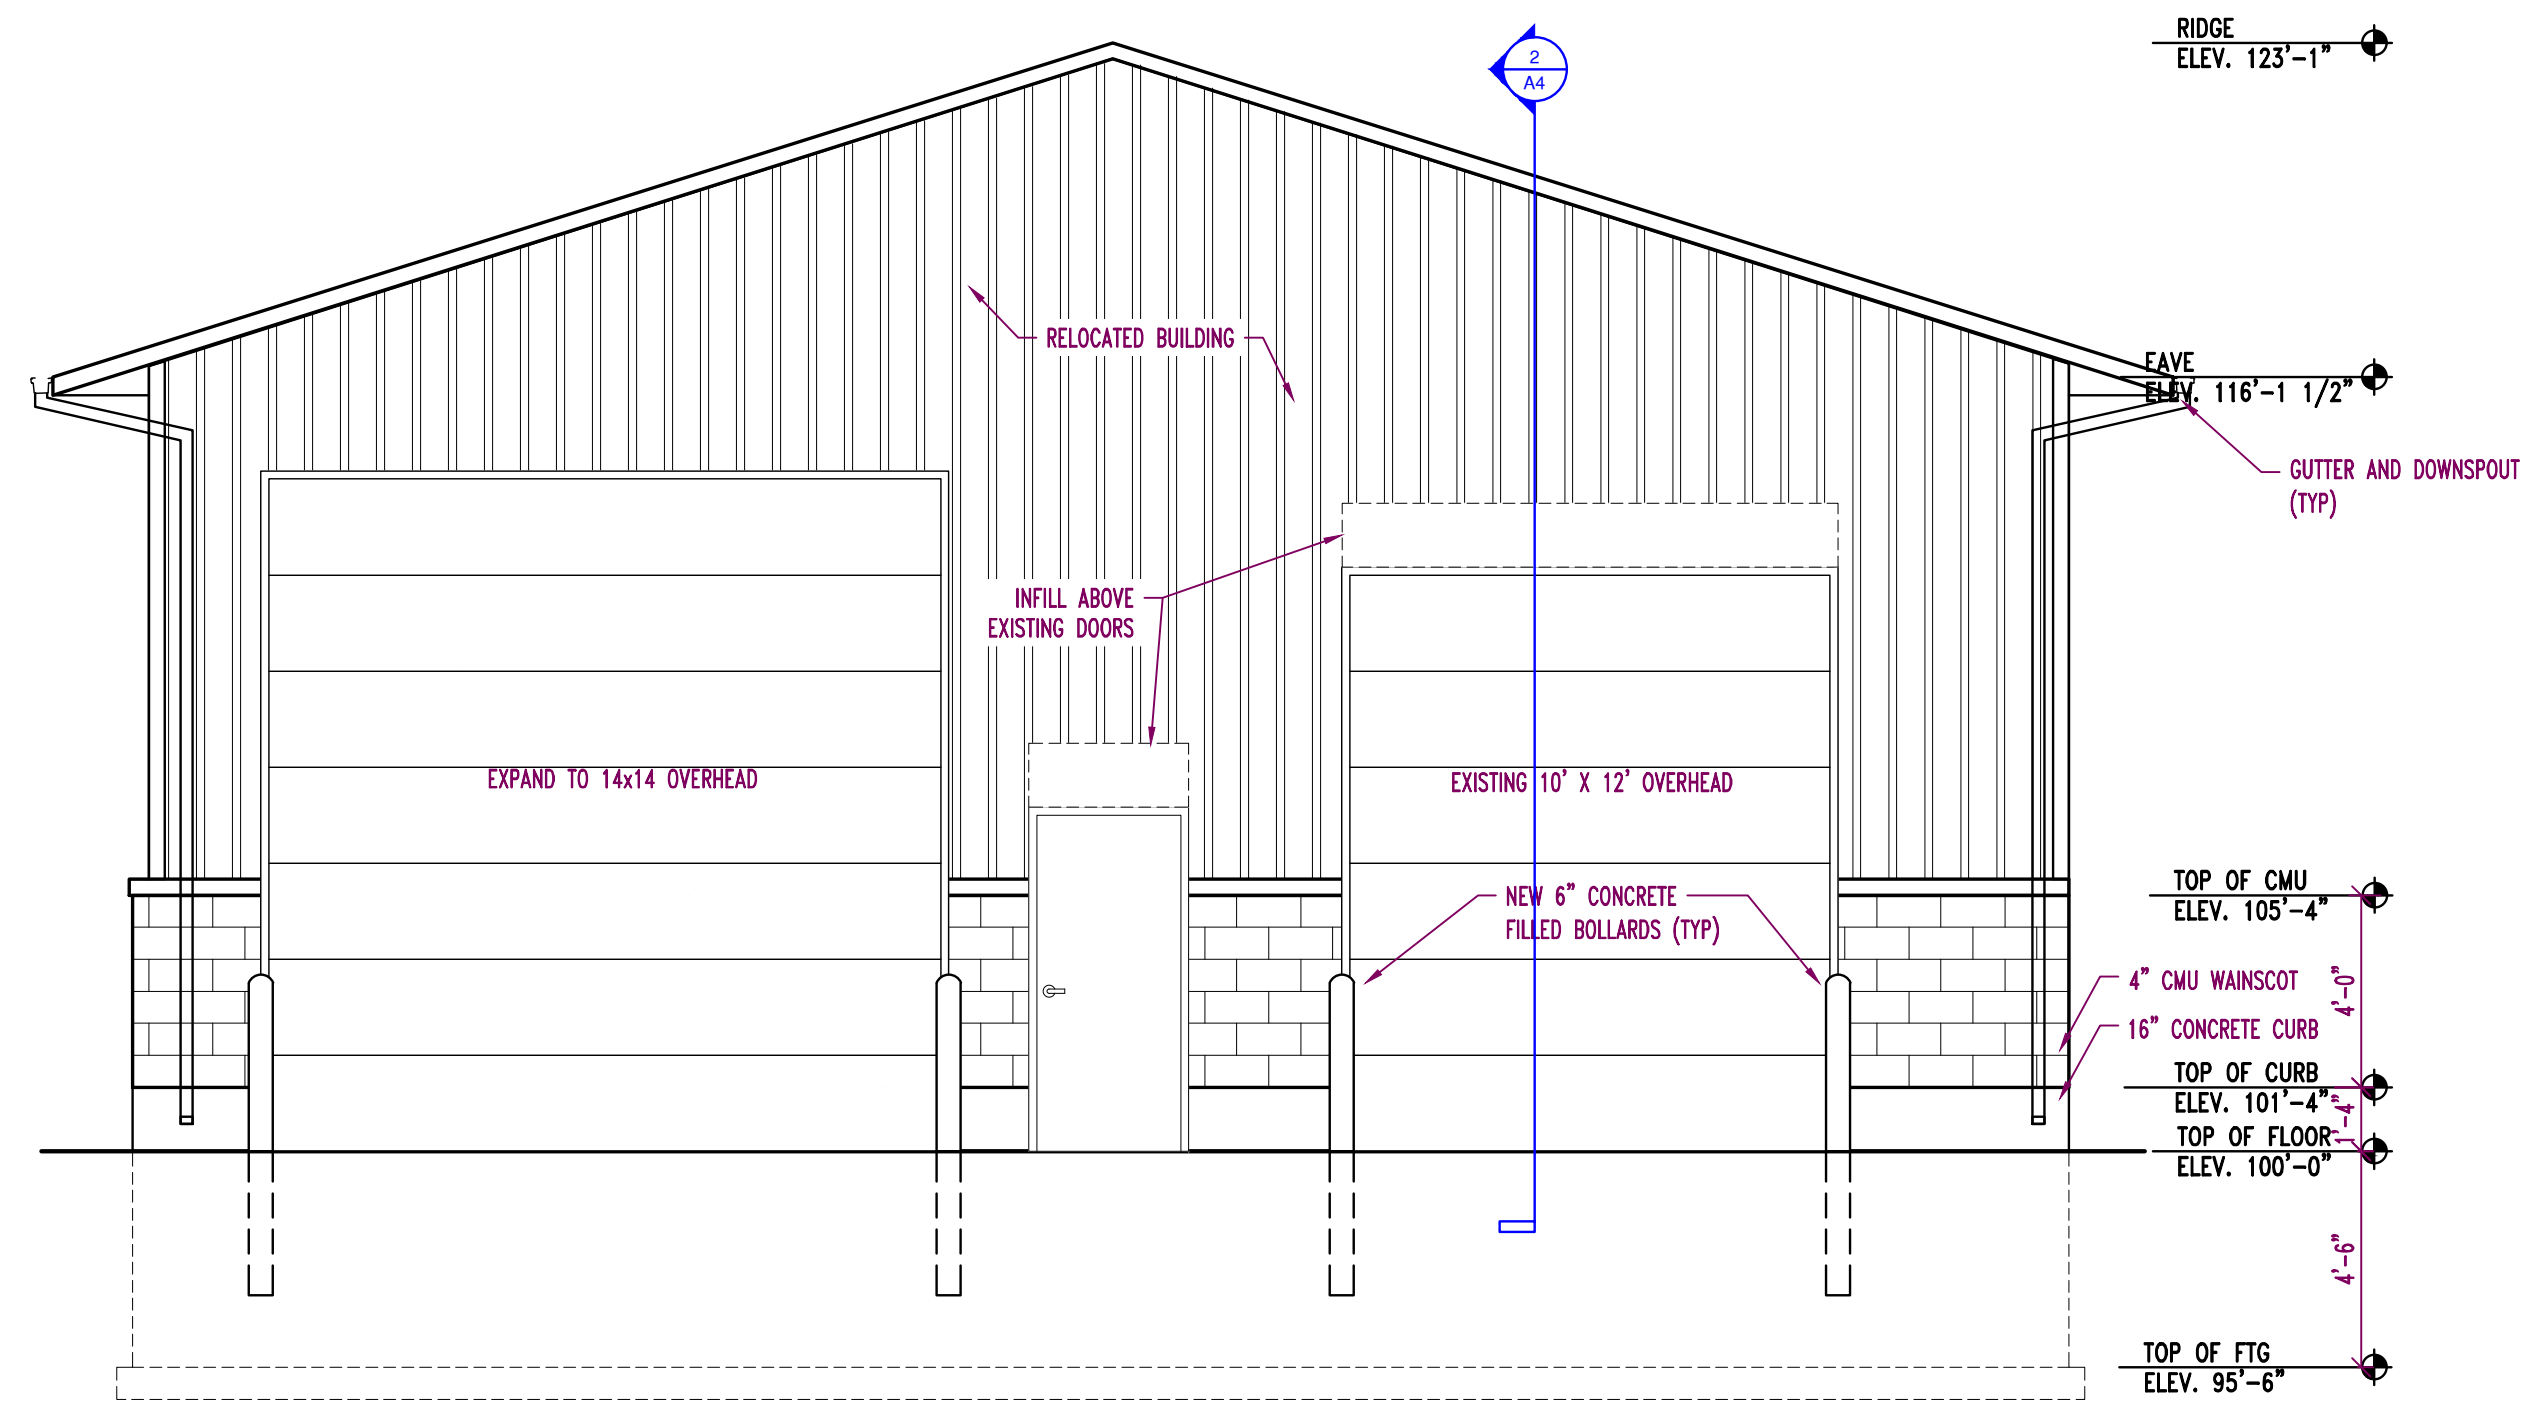 RIDGE
ELEV. 123'-1"
2
A4
RELOCATED BUILDING
EAVE
ELEV. 116'-1 1/2"
GUTTER AND DOWNSPOUT
(TYP)
INFILL ABOVE
EXISTING DOORS
EXPAND TO 14x14 OVERHEAD
EXISTING 10' X 12' OVERHEAD
NEW 6" CONCRETE
FILLED BOLLARDS (TYP)
TOP OF CMU
ELEV. 105'-4"
4" CMU WAINSCOT
4'-0"
16" CONCRETE CURB
TOP OF CURB
ELEV. 101'-4"
1'-4"
TOP OF FLOOR
ELEV. 100'-0"
4'-6"
TOP OF FTG
ELEV. 95'-6"